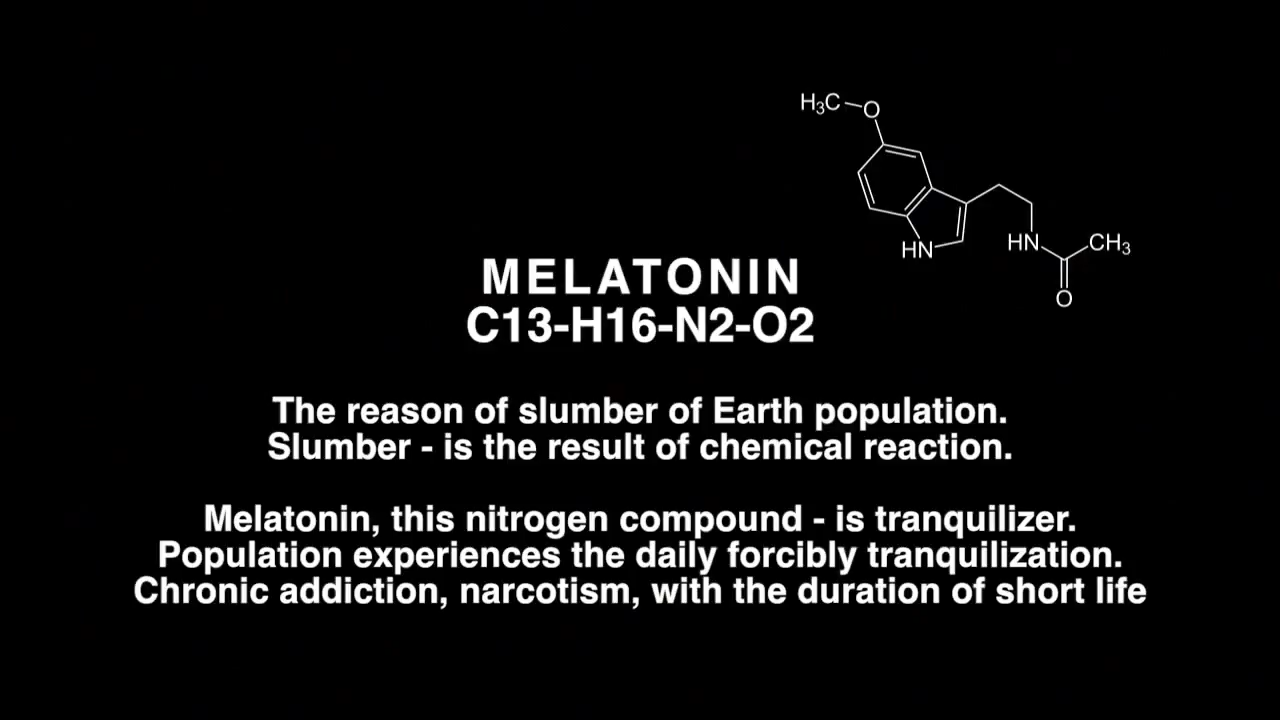 H3C
O
HN
HN
CH3
O
MELATONIN
C13-H16-N2-O2
The reason of slumber of Earth population.
Slumber - is the result of chemical reaction.
Melatonin, this nitrogen compound - is tranquilizer.
Population experiences the daily forcibly tranquilization.
Chronic addiction, narcotism, with the duration of short life